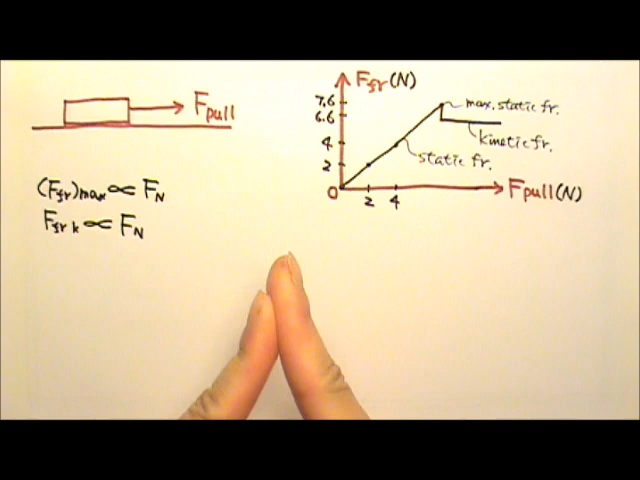 Fpull
(Ffr)max ∝ FN
Ffr k ∝ FN
Ffr(N)
7.6
6.6
4
2
0
2 4
Fpull(N)
max. static fr.
kinetic fr.
static fr.